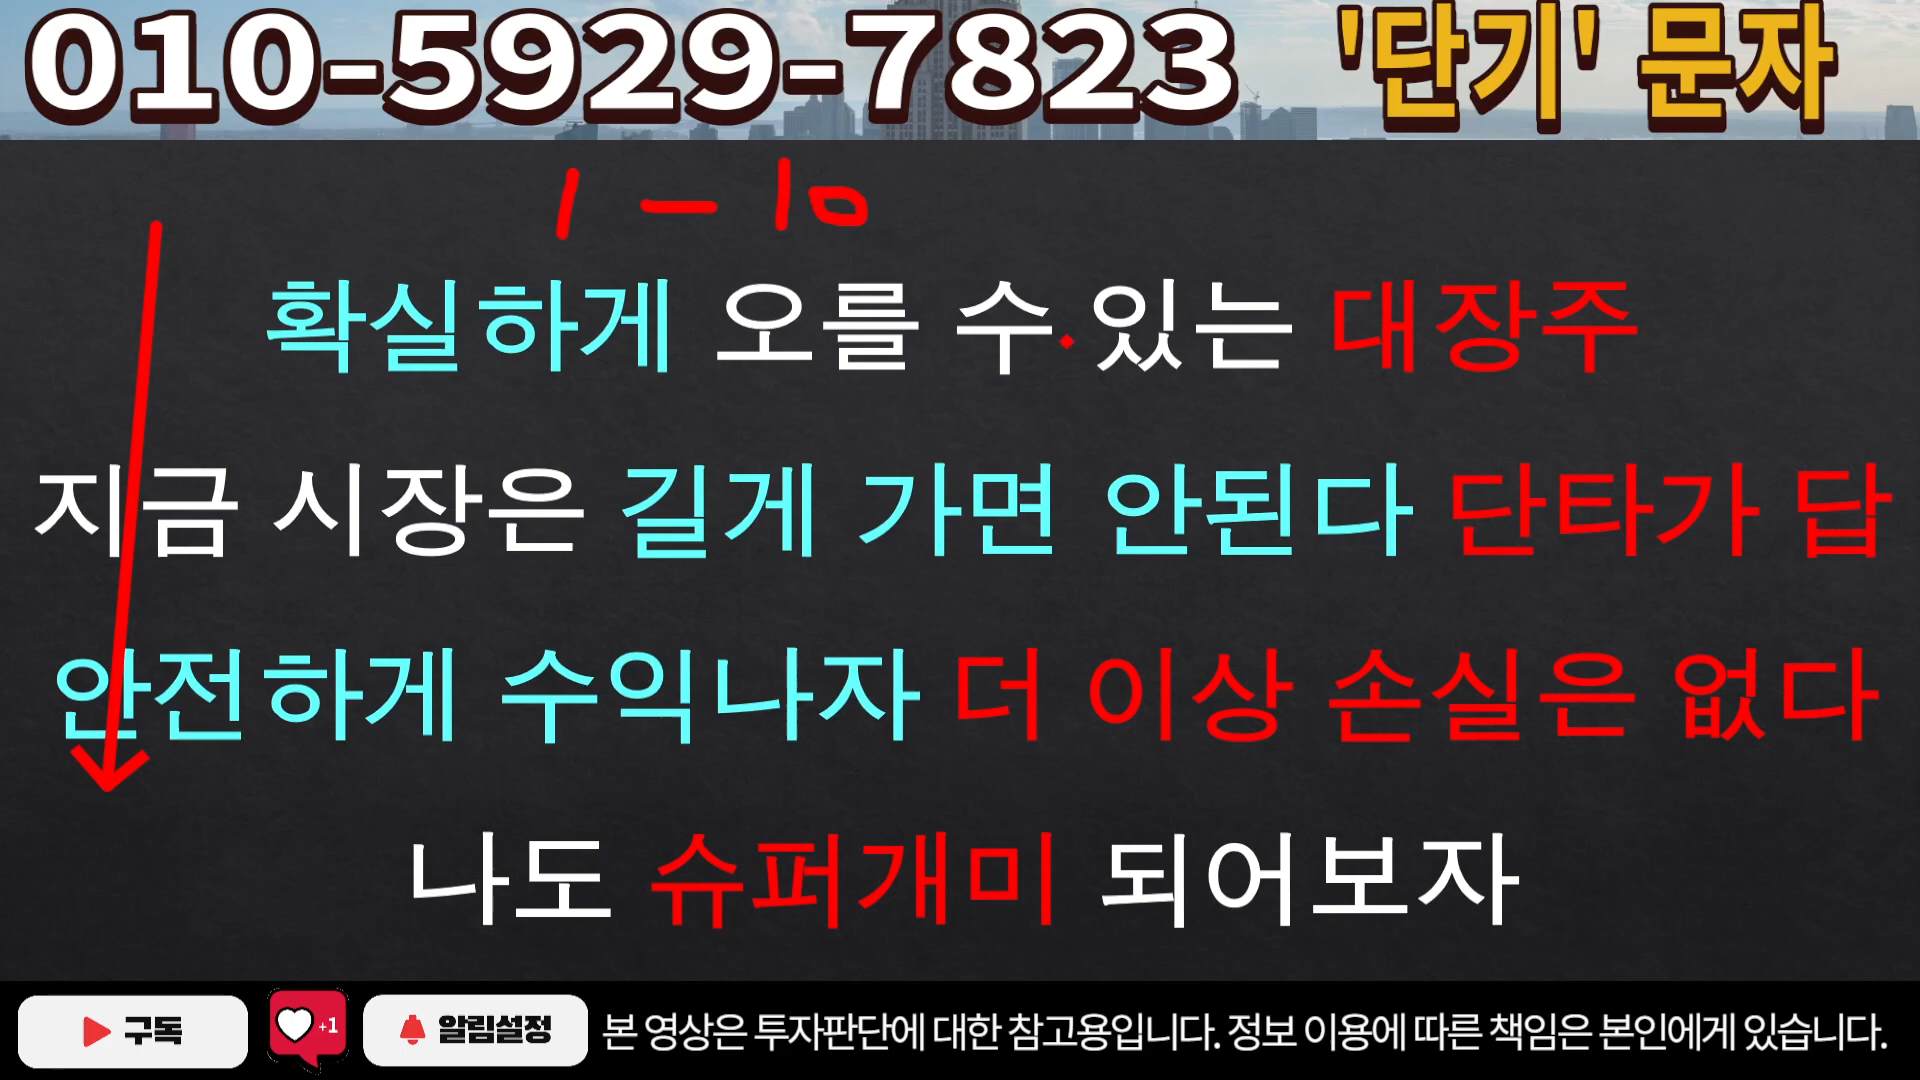 010-5929-7823 '단기' 문자
1 - 10
확실하게 오를 수 있는 대장주
지금 시장은 길게 가면 안된다 단타가 답
안전하게 수익나자 더 이상 손실은 없다
나도 슈퍼개미 되어보자
구독 +1 알림설정 본 영상은 투자판단에 대한 참고용입니다. 정보 이용에 따른 책임은 본인에게 있습니다.